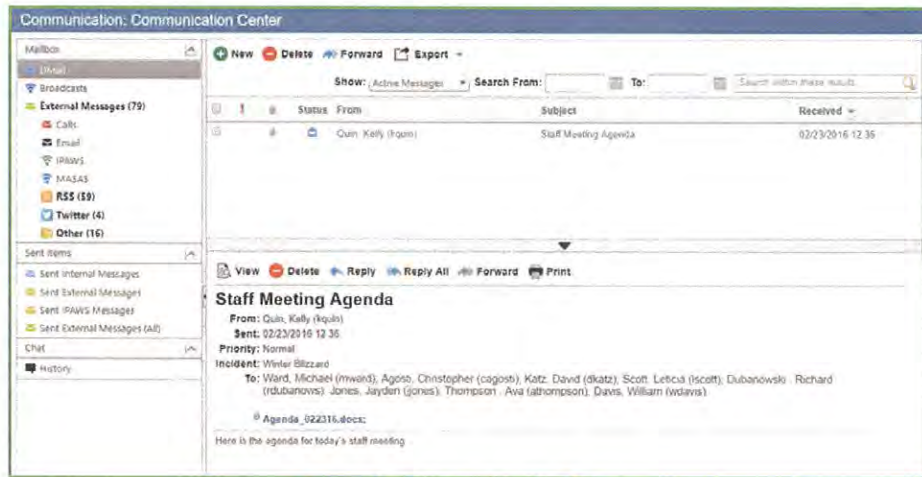 Communication: Communication Center
Mailbox
DMail
Broadcasts
External Messages (79)
Calls
Email
IPAWS
MASAS
RSS (59)
Twitter (4)
Other (16)
Sent Items
Sent Internal Messages
Sent External Messages
Sent IPAWS Messages
Sent External Messages (All)
Chat
History
New Delete Forward Export
Show: Active Messages Search From: To: Search within these results
! Status From Subject Received
Quin, Kelly (kquin) Staff Meeting Agenda 02/23/2016 12:36
View Delete Reply Reply All Forward Print
Staff Meeting Agenda
From: Quin, Kelly (kquin)
Sent: 02/23/2016 12:36
Priority: Normal
Incident: Winter Blizzard
To: Ward, Michael (mward), Agosti, Christopher (cagosti), Katz, David (dkatz), Scott, Leticia (lscott), Dubanowski, Richard
(rdubanows), Jones, Jayden (jjones), Thompson, Ava (athompson), Davis, William (wdavis)
Agenda_022316.docx;
Here is the agenda for today's staff meeting